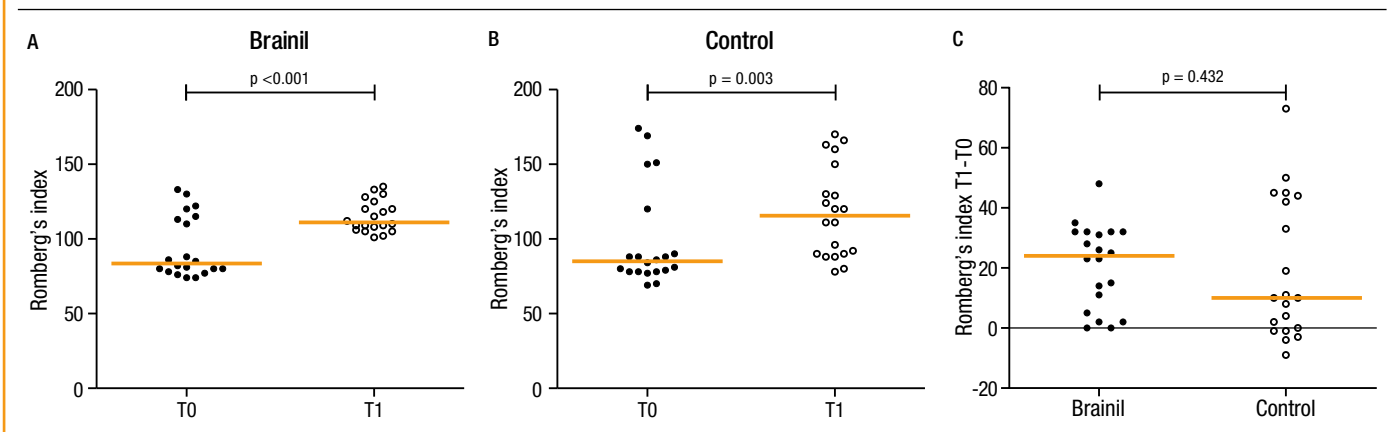 A
Brainil
p <0.001
Romberg's index
200
150
100
50
0
T0
T1
B
Control
p = 0.003
Romberg's index
200
150
100
50
0
T0
T1
C
p = 0.432
Romberg's index T1-T0
80
60
40
20
0
-20
Brainil
Control